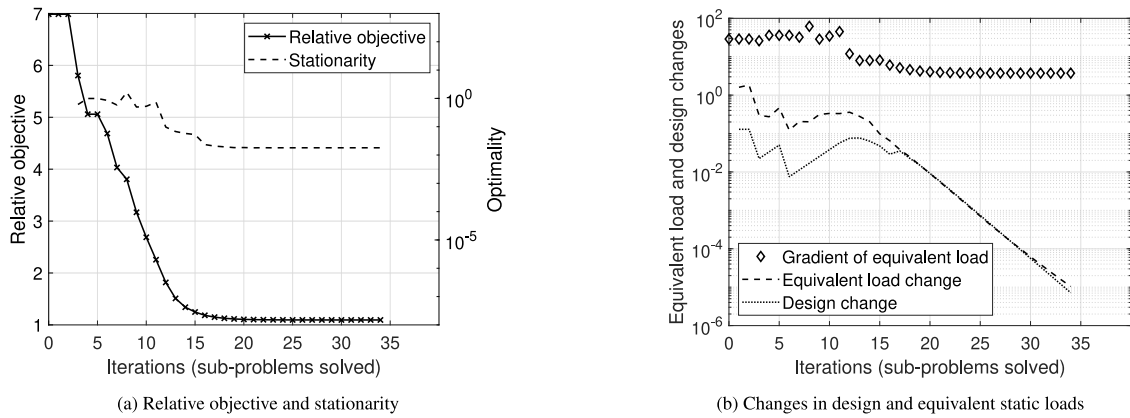 7
6
5
4
3
2
1
Relative objective
Relative objective
Stationarity
10^0
10^-5
Optimality
0 5 10 15 20 25 30 35
Iterations (sub-problems solved)
(a) Relative objective and stationarity
10^2
10^0
10^-2
10^-4
10^-6
Equivalent load and design changes
Gradient of equivalent load
Equivalent load change
Design change
0 5 10 15 20 25 30 35
Iterations (sub-problems solved)
(b) Changes in design and equivalent static loads